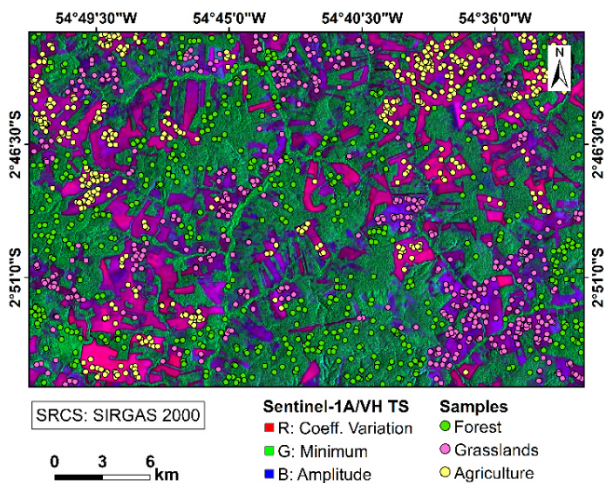 54°49'30"W 54°45'0"W 54°40'30"W 54°36'0"W
N
2°46'30"S 2°46'30"S
2°51'0"S 2°51'0"S
SRCS: SIRGAS 2000
0 3 6
km
Sentinel-1A/VH TS
R: Coeff. Variation
G: Minimum
B: Amplitude
Samples
Forest
Grasslands
Agriculture